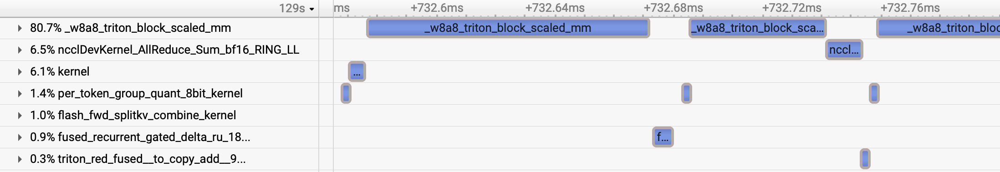 129s ms +732.6ms +732.64ms +732.68ms +732.72ms +732.76ms
80.7% _w8a8_triton_block_scaled_mm _w8a8_triton_block_scaled_mm _w8a8_triton_block_sca... _w8a8_triton_bloc
6.5% ncclDevKernel_AllReduce_Sum_bf16_RING_LL nccl...
6.1% kernel ...
1.4% per_token_group_quant_8bit_kernel
1.0% flash_fwd_splitkv_combine_kernel
0.9% fused_recurrent_gated_delta_ru_18... f...
0.3% triton_red_fused__to_copy_add__9...